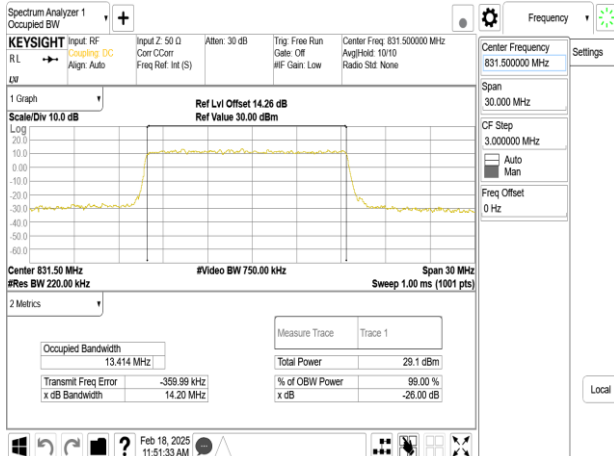 Spectrum Analyzer 1
Occupied BW
Frequency
KEYSIGHT
Input: RF
Coupling: DC
Align: Auto
Input Z: 50 Ω
Corr CCorr
Freq Ref: Int (S)
Atten: 30 dB
Trig: Free Run
Gate: Off
#IF Gain: Low
Center Freq: 831.500000 MHz
Avg|Hold: 10/10
Radio Std: None
RL
LXI
Center Frequency
831.500000 MHz
Settings
Span
30.000 MHz
CF Step
3.000000 MHz
Auto
Man
Freq Offset
0 Hz
Local
1 Graph
Scale/Div 10.0 dB
Ref Lvl Offset 14.26 dB
Ref Value 30.00 dBm
Log
20.0
10.0
0.00
-10.0
-20.0
-30.0
-40.0
-50.0
-60.0
Center 831.50 MHz
#Video BW 750.00 kHz
Span 30 MHz
#Res BW 220.00 kHz
Sweep 1.00 ms (1001 pts)
2 Metrics
Measure Trace
Trace 1
Occupied Bandwidth
13.414 MHz
Total Power
29.1 dBm
Transmit Freq Error
-359.99 kHz
% of OBW Power
99.00 %
x dB Bandwidth
14.20 MHz
x dB
-26.00 dB
?
Feb 18, 2025
11:51:33 AM